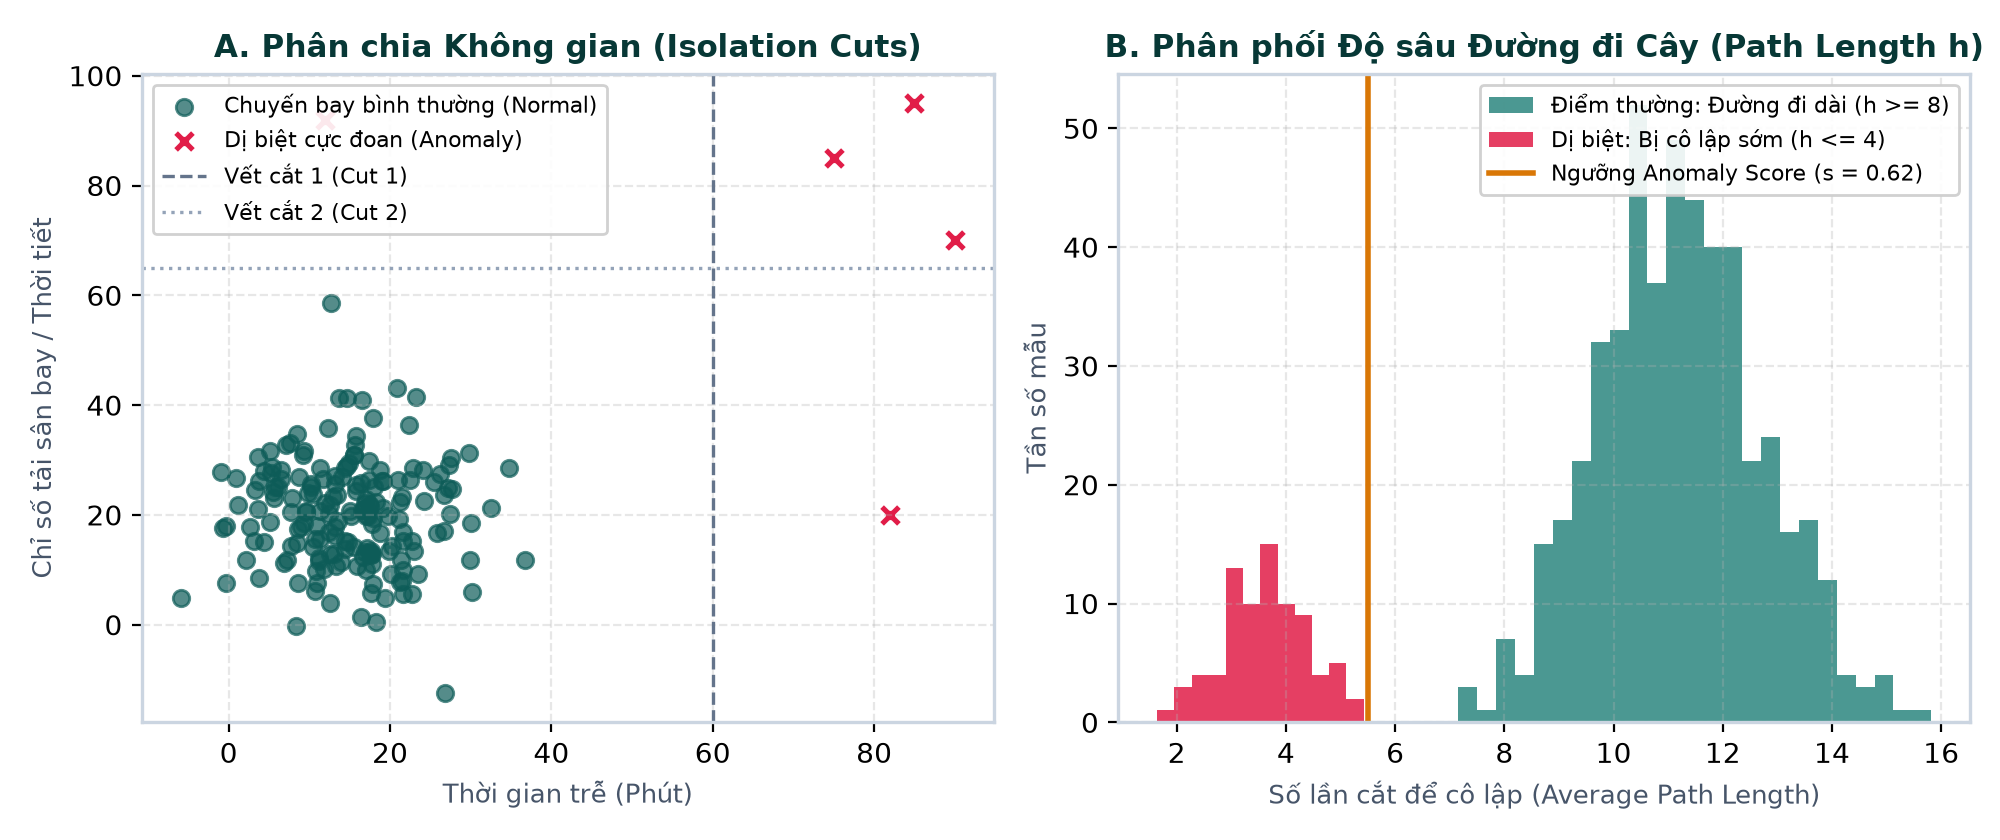 A. Phân chia Không gian (Isolation Cuts)
100
80
60
40
20
0
Chỉ số tải sân bay / Thời tiết
Chuyến bay bình thường (Normal)
Dị biệt cực đoan (Anomaly)
Vết cắt 1 (Cut 1)
Vết cắt 2 (Cut 2)
0 20 40 60 80
Thời gian trễ (Phút)
B. Phân phối Độ sâu Đường đi Cây (Path Length h)
50
40
30
20
10
0
Tần số mẫu
Điểm thường: Đường đi dài (h >= 8)
Dị biệt: Bị cô lập sớm (h <= 4)
Ngưỡng Anomaly Score (s = 0.62)
2 4 6 8 10 12 14 16
Số lần cắt để cô lập (Average Path Length)